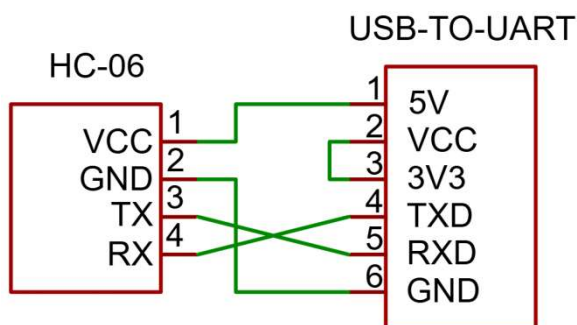 USB-TO-UART
HC-06
1
5V
1
VCC
2
VCC
2
GND
3
3V3
3
TX
4
TXD
4
RX
5
RXD
6
GND